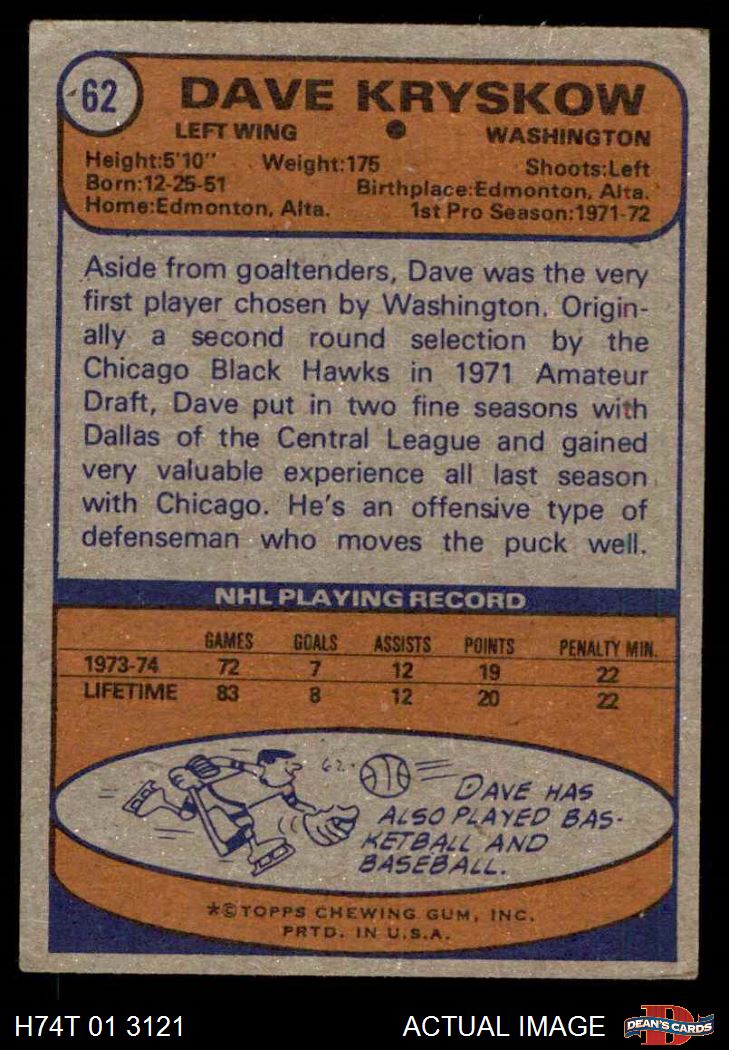 62
DAVE KRYSKOW
LEFT WING • WASHINGTON
Height:5'10" Weight:175 Shoots:Left
Born:12-25-51 Birthplace:Edmonton, Alta.
Home:Edmonton, Alta. 1st Pro Season:1971-72
Aside from goaltenders, Dave was the very
first player chosen by Washington. Origin-
ally a second round selection by the
Chicago Black Hawks in 1971 Amateur
Draft, Dave put in two fine seasons with
Dallas of the Central League and gained
very valuable experience all last season
with Chicago. He's an offensive type of
defenseman who moves the puck well.
NHL PLAYING RECORD
GAMES GOALS ASSISTS POINTS PENALTY MIN.
1973-74 72 7 12 19 22
LIFETIME 83 8 12 20 22
62.
DAVE HAS
ALSO PLAYED BAS-
KETBALL AND
BASEBALL.
*©TOPPS CHEWING GUM, INC.
PRTD. IN U.S.A.
H74T 01 3121 ACTUAL IMAGE
D
DEAN'S CARDS